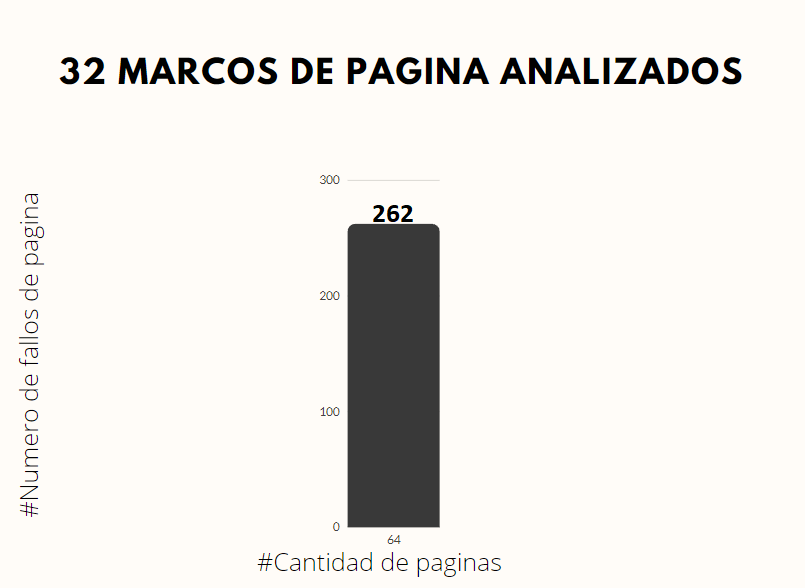 32 MARCOS DE PAGINA ANALIZADOS
#Numero de fallos de pagina
300
262
200
100
0
64
#Cantidad de paginas